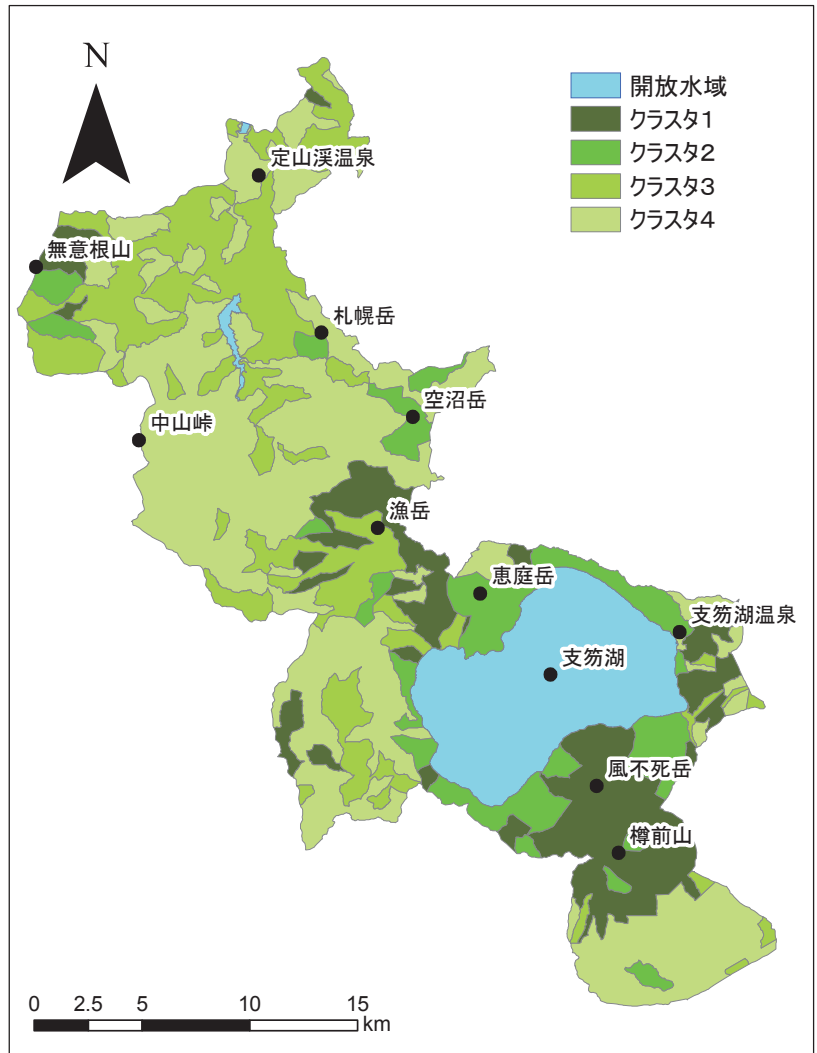 N
開放水域
クラスタ1
クラスタ2
クラスタ3
クラスタ4
定山渓温泉
無意根山
札幌岳
空沼岳
中山峠
漁岳
恵庭岳
支笏湖温泉
支笏湖
風不死岳
樽前山
0 2.5 5 10 15
km